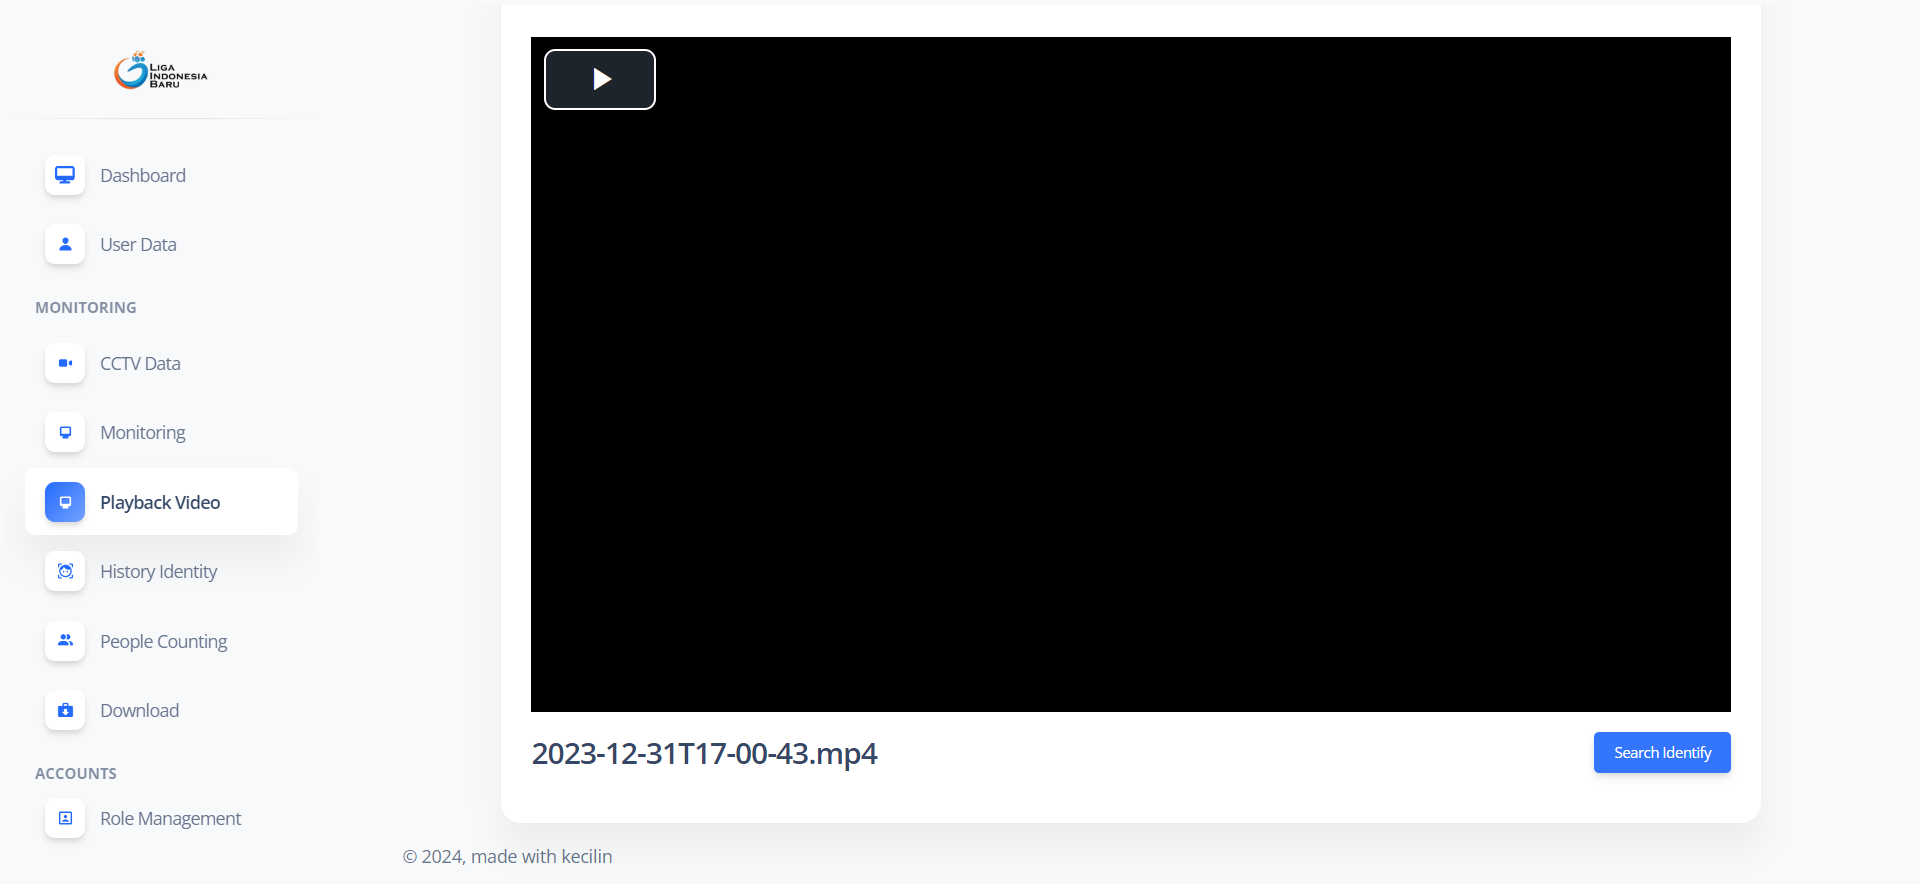 LIGA
INDONESIA
BARU
Dashboard
User Data
MONITORING
CCTV Data
Monitoring
Playback Video
History Identity
People Counting
Download
ACCOUNTS
Role Management
2023-12-31T17-00-43.mp4
Search Identify
© 2024, made with kecilin